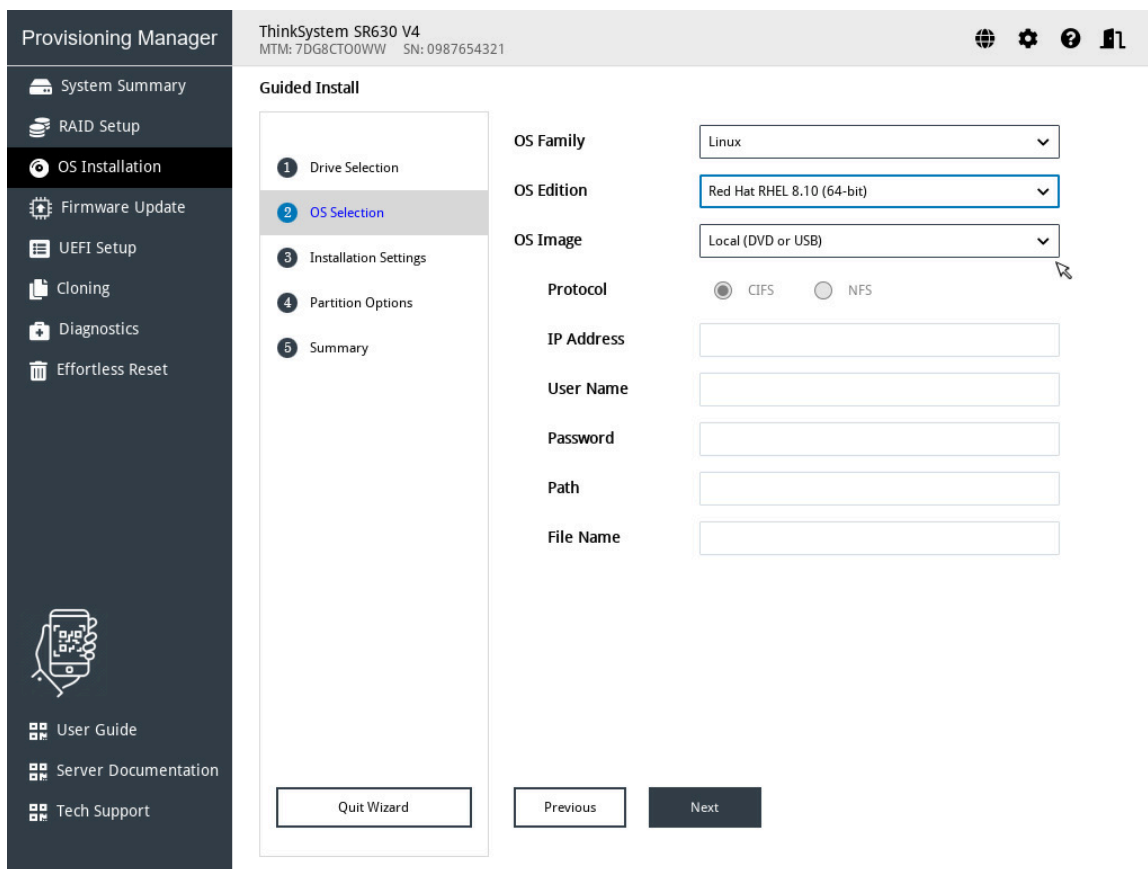 Provisioning Manager
ThinkSystem SR630 V4
MTM: 7DG8CTO0WW SN: 0987654321
System Summary
RAID Setup
OS Installation
Firmware Update
UEFI Setup
Cloning
Diagnostics
Effortless Reset
User Guide
Server Documentation
Tech Support
Guided Install
1 Drive Selection
2 OS Selection
3 Installation Settings
4 Partition Options
5 Summary
Quit Wizard
OS Family Linux
OS Edition Red Hat RHEL 8.10 (64-bit)
OS Image Local (DVD or USB)
Protocol CIFS NFS
IP Address
User Name
Password
Path
File Name
Previous Next